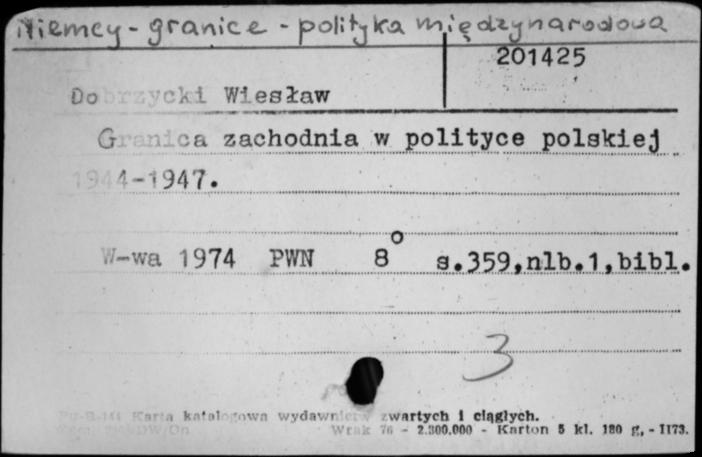 Niemcy - granice - polityka międzynarodowa
201425
Dobrzycki Wiesław
Granica zachodnia w polityce polskiej
1944-1947.
W-wa 1974 PWN 8° s.359,nlb.1,bibl.
3
Karta katalogowa wydawnictw zwartych i ciągłych.
Wrak 76 - 2.300.000 - Karton 5 kl. 180 g, - 1173.